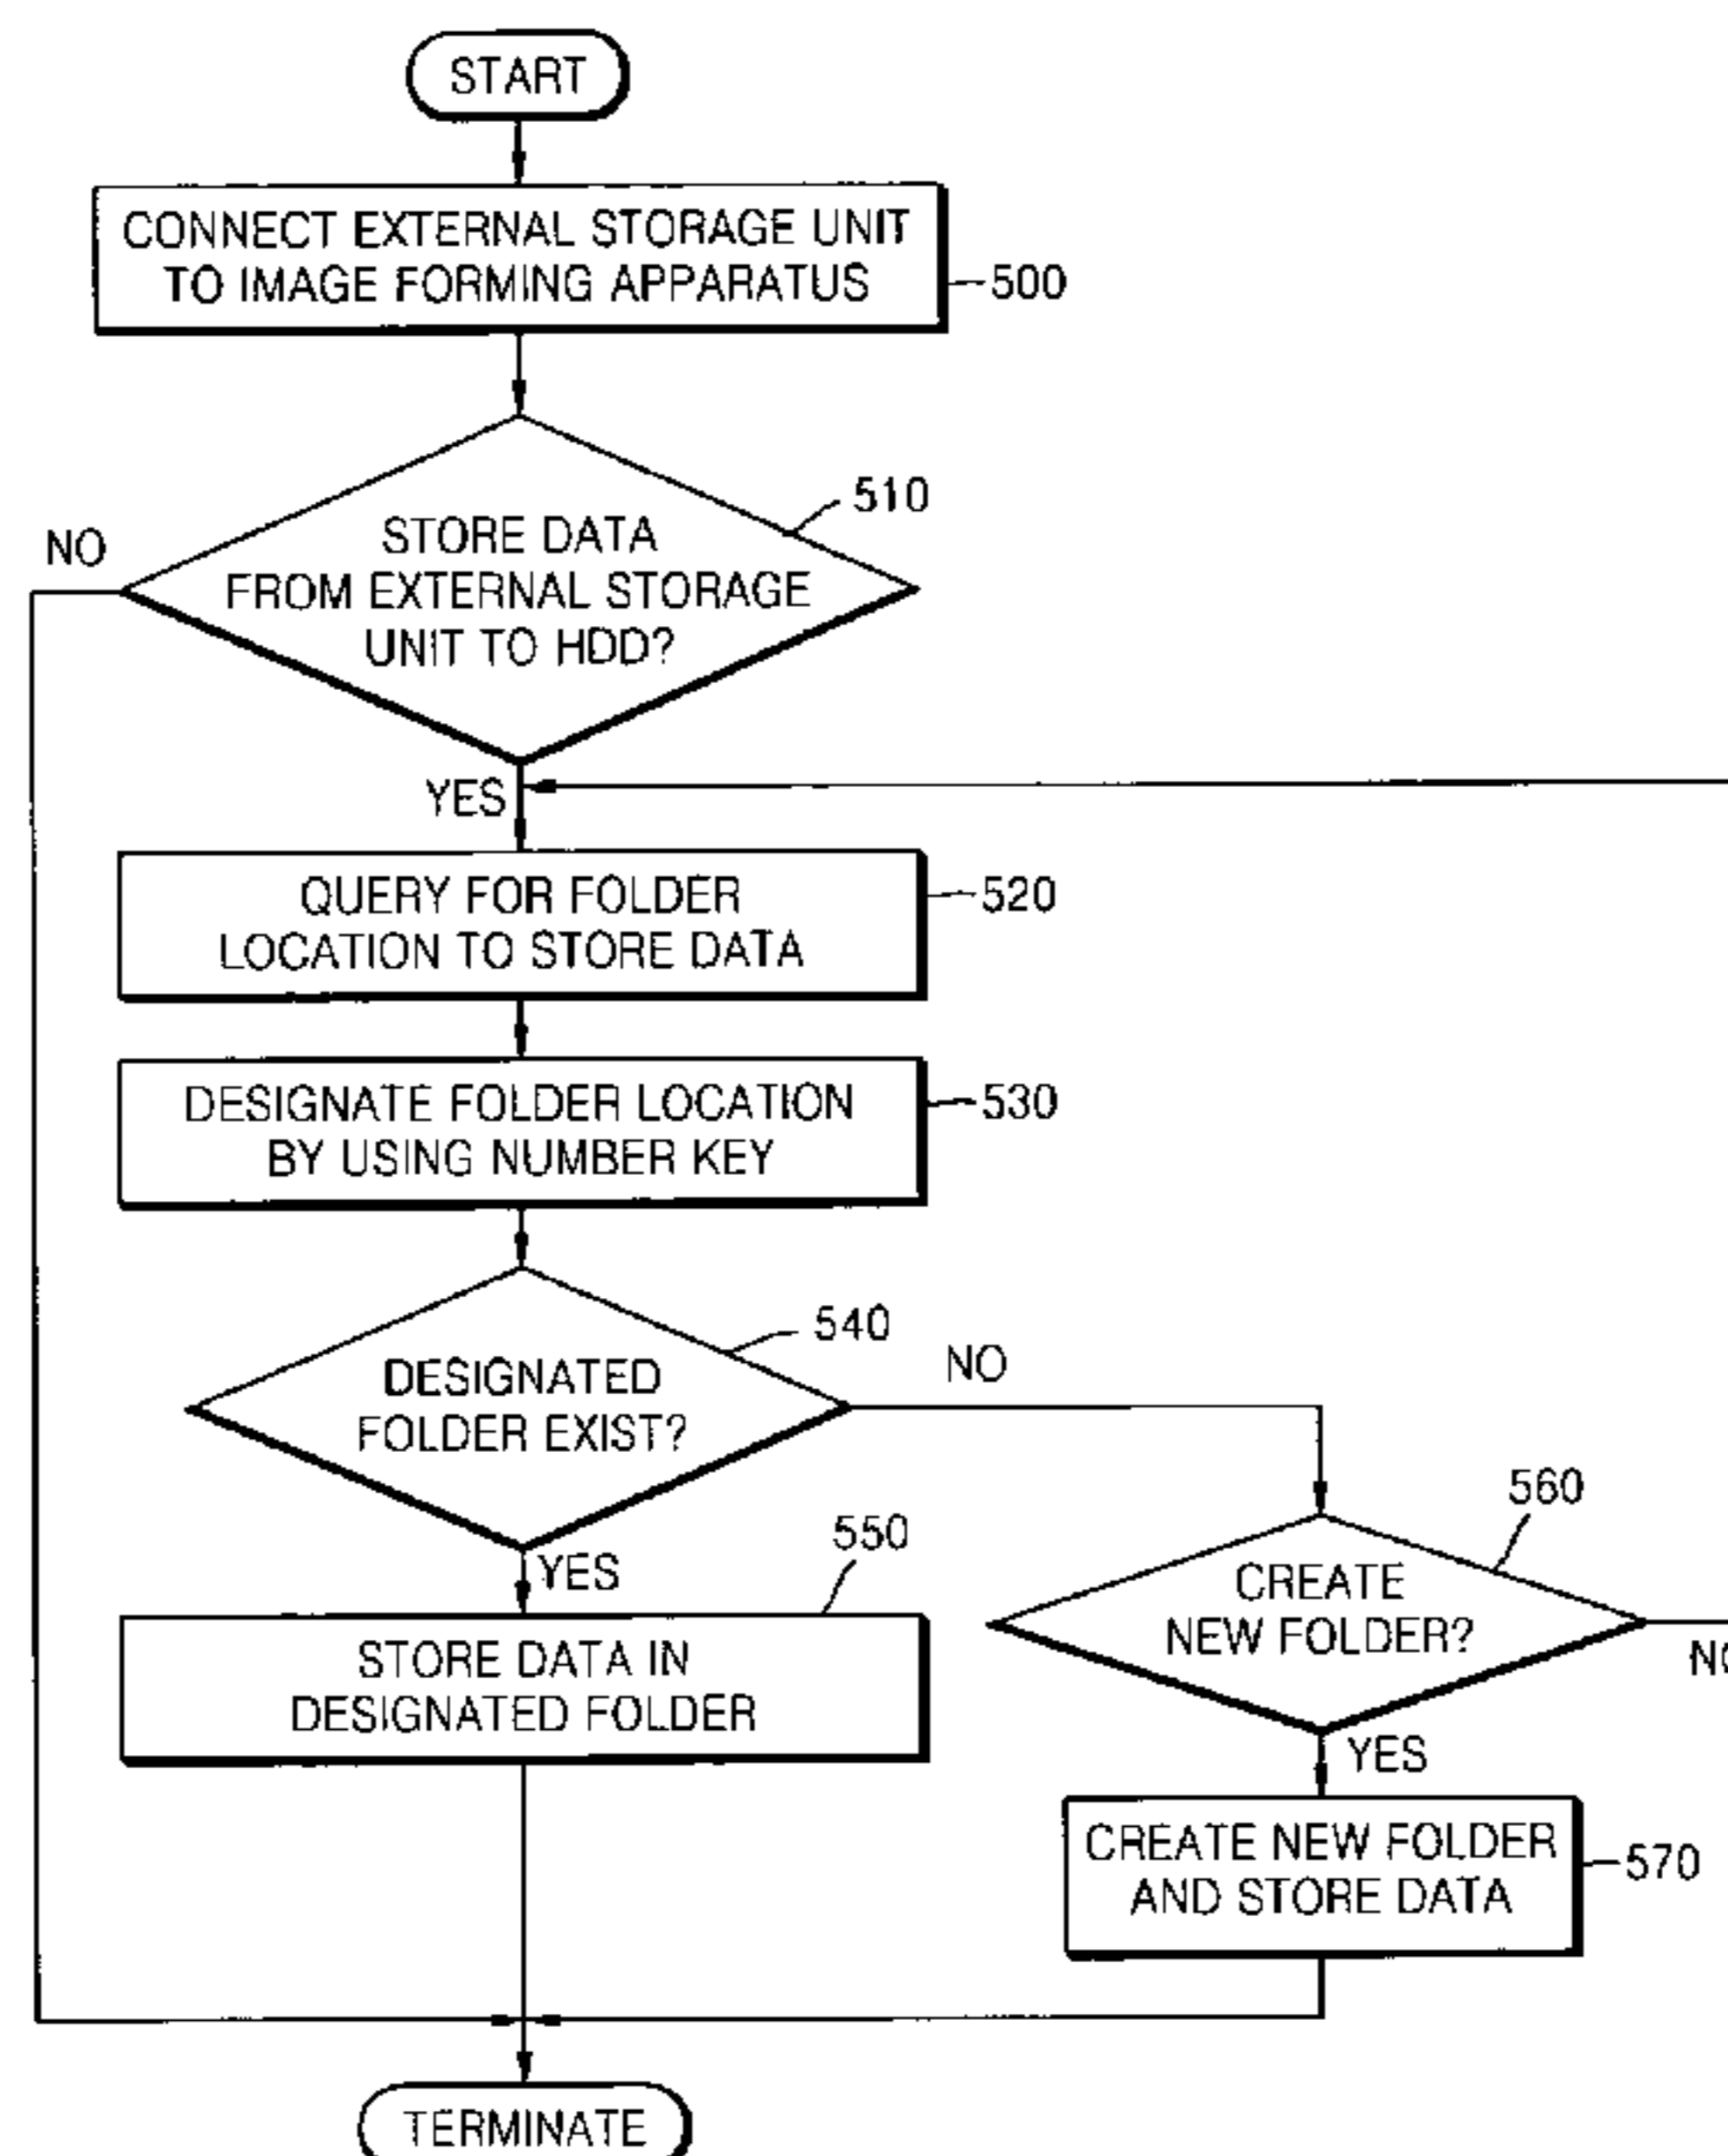 START
CONNECT EXTERNAL STORAGE UNIT
TO IMAGE FORMING APPARATUS
500
510
NO
STORE DATA
FROM EXTERNAL STORAGE
UNIT TO HDD?
YES
QUERY FOR FOLDER
LOCATION TO STORE DATA
520
DESIGNATE FOLDER LOCATION
BY USING NUMBER KEY
530
540
DESIGNATED
FOLDER EXIST?
NO
YES
550
STORE DATA IN
DESIGNATED FOLDER
560
CREATE
NEW FOLDER?
NO
YES
CREATE NEW FOLDER
AND STORE DATA
570
TERMINATE